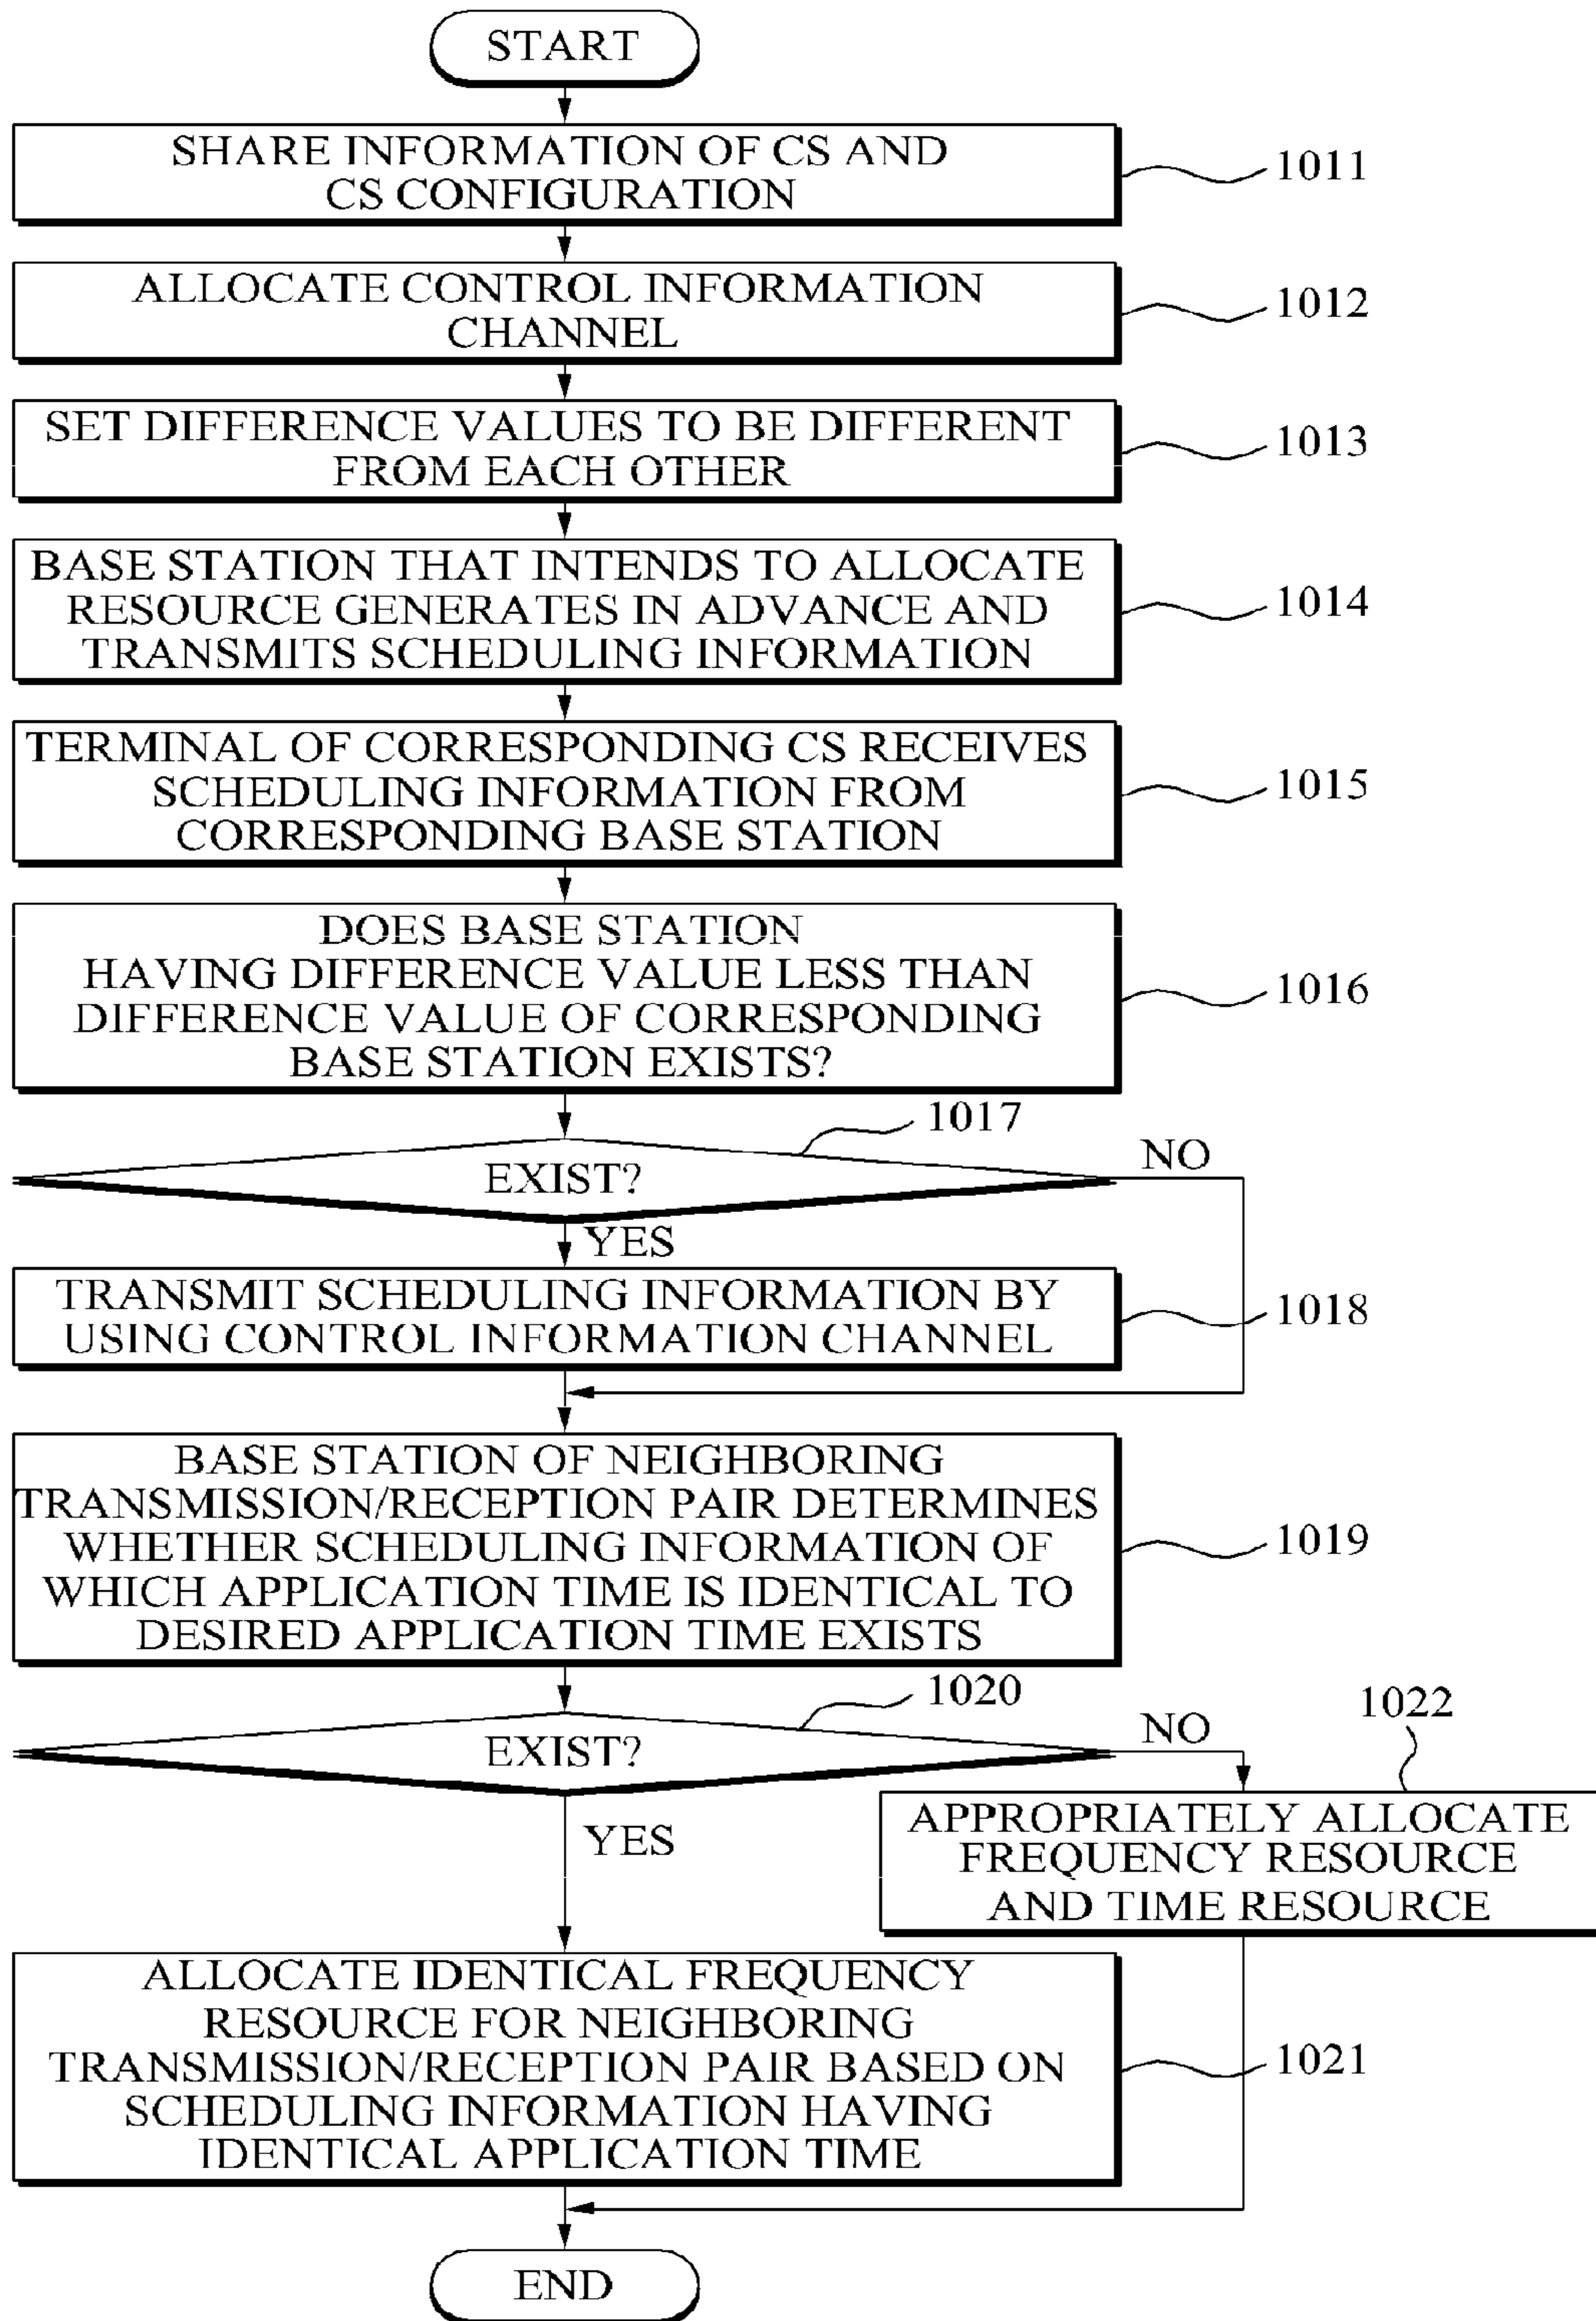 START
SHARE INFORMATION OF CS AND
CS CONFIGURATION
1011
ALLOCATE CONTROL INFORMATION
CHANNEL
1012
SET DIFFERENCE VALUES TO BE DIFFERENT
FROM EACH OTHER
1013
BASE STATION THAT INTENDS TO ALLOCATE
RESOURCE GENERATES IN ADVANCE AND
TRANSMITS SCHEDULING INFORMATION
1014
TERMINAL OF CORRESPONDING CS RECEIVES
SCHEDULING INFORMATION FROM
CORRESPONDING BASE STATION
1015
DOES BASE STATION
HAVING DIFFERENCE VALUE LESS THAN
DIFFERENCE VALUE OF CORRESPONDING
BASE STATION EXISTS?
1016
1017
EXIST?
NO
YES
TRANSMIT SCHEDULING INFORMATION BY
USING CONTROL INFORMATION CHANNEL
1018
BASE STATION OF NEIGHBORING
TRANSMISSION/RECEPTION PAIR DETERMINES
WHETHER SCHEDULING INFORMATION OF
WHICH APPLICATION TIME IS IDENTICAL TO
DESIRED APPLICATION TIME EXISTS
1019
1020
EXIST?
NO
1022
YES
APPROPRIATELY ALLOCATE
FREQUENCY RESOURCE
AND TIME RESOURCE
ALLOCATE IDENTICAL FREQUENCY
RESOURCE FOR NEIGHBORING
TRANSMISSION/RECEPTION PAIR BASED ON
SCHEDULING INFORMATION HAVING
IDENTICAL APPLICATION TIME
1021
END